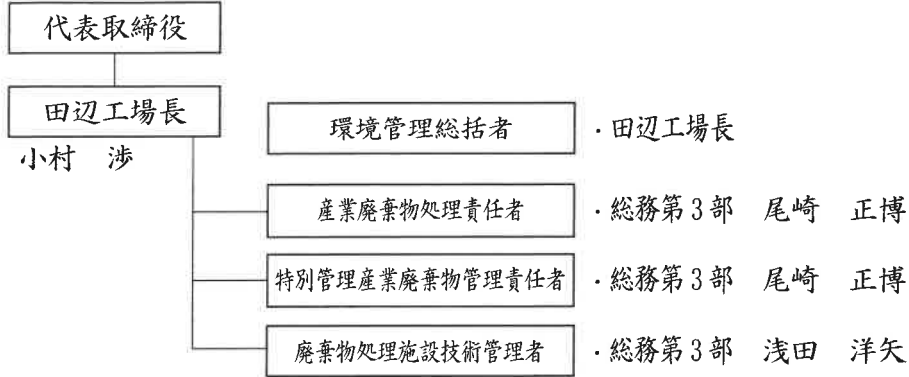 代表取締役
田辺工場長
小村 渉
環境管理総括者 ・田辺工場長
産業廃棄物処理責任者 ・総務第3部 尾崎 正博
特別管理産業廃棄物管理責任者 ・総務第3部 尾崎 正博
廃棄物処理施設技術管理者 ・総務第3部 浅田 洋矢